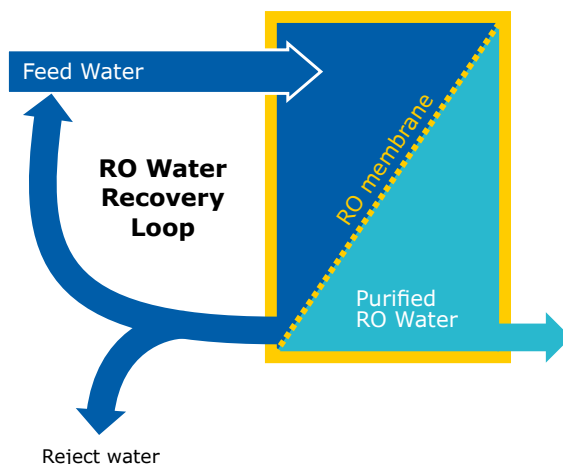 Feed Water
RO Water
Recovery
Loop
RO membrane
Purified
RO Water
Reject water